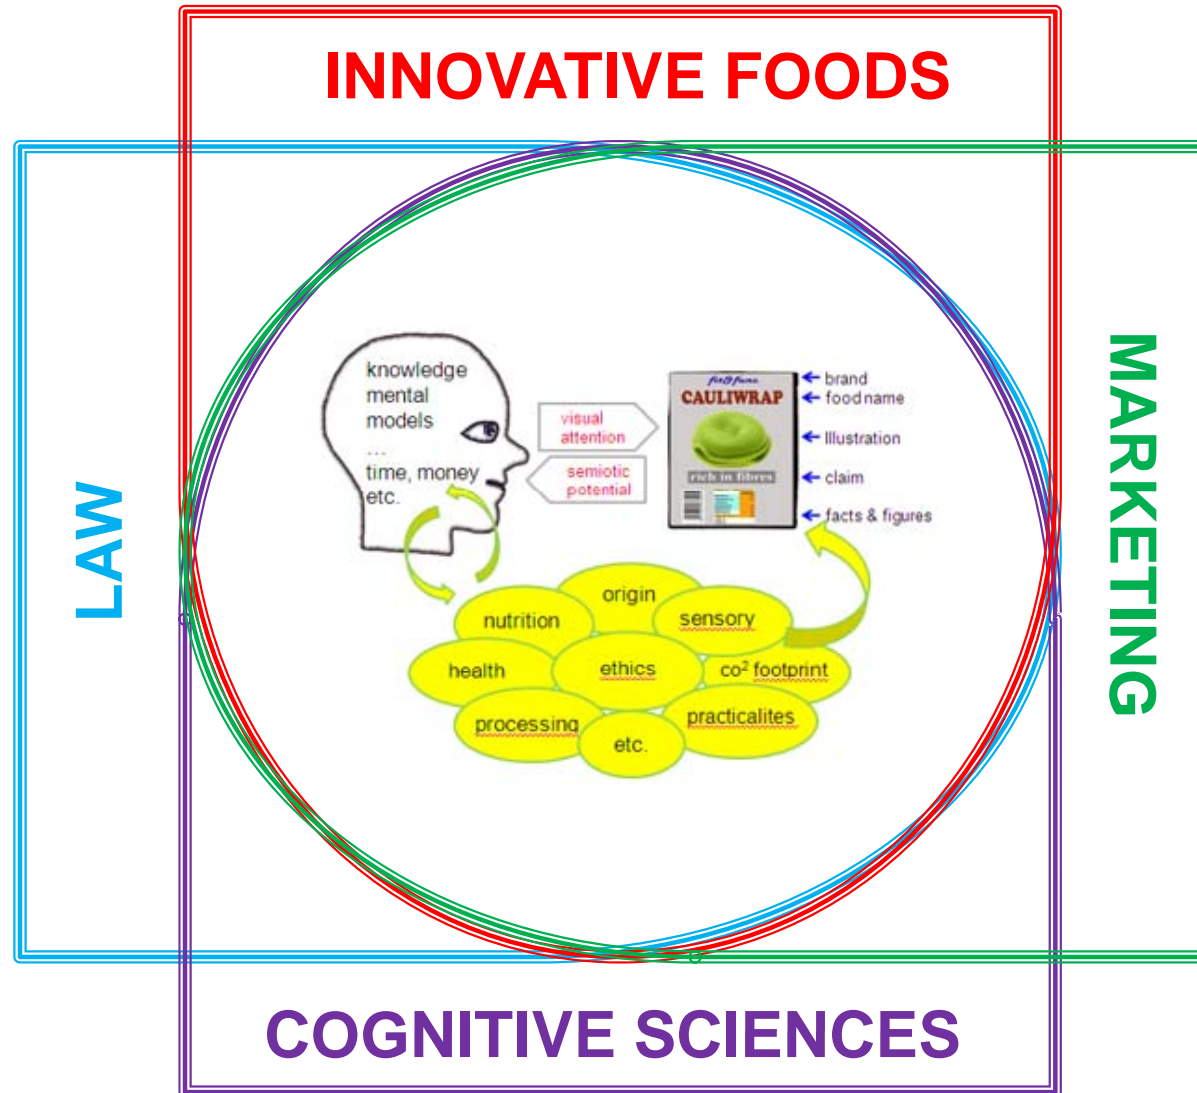 INNOVATIVE FOODS
LAW
MARKETING
knowledge
mental
models
...
time, money
etc.
visual
attention
semiotic
potential
CAULIWRAP
rich in fibres
brand
food name
Illustration
claim
facts & figures
origin
nutrition
sensory
health
ethics
co² footprint
processing
practicalites
etc.
COGNITIVE SCIENCES